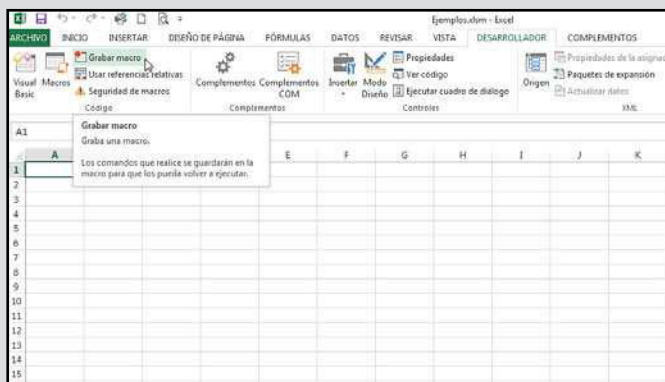 Ejemplos.xlsm - Excel
ARCHIVO INICIO INSERTAR DISEÑO DE PÁGINA FÓRMULAS DATOS REVISAR VISTA DESARROLLADOR COMPLEMENTOS
Visual Basic
Macros
Grabar macro
Usar referencias relativas
Seguridad de macros
Código
Complementos
Complementos COM
Complementos
Insertar
Modo Diseño
Propiedades
Ver código
Ejecutar cuadro de diálogo
Controles
Origen
Propiedades de la asignac
Paquetes de expansión
Actualizar datos
XML
A1
Grabar macro
Graba una macro.
Los comandos que realice se guardarán en la
macro para que los pueda volver a ejecutar.
A E F G H I J K
1
2
3
4
5
6
7
8
9
10
11
12
13
14
15